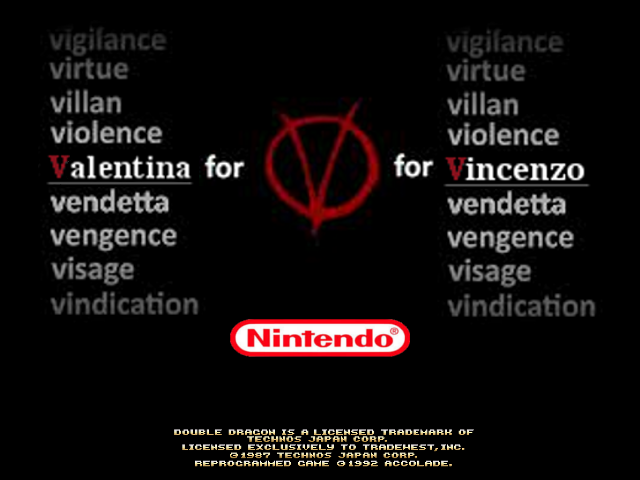 vigilance
virtue
villan
violence
Valentina for
vendetta
vengence
visage
vindication
V
vigilance
virtue
villan
violence
for Vincenzo
vendetta
vengence
visage
vindication
Nintendo®
DOUBLE DRAGON IS A LICENSED TRADEMARK OF
TECHNOS JAPAN CORP.
LICENSED EXCLUSIVELY TO TRADEWEST,INC.
©1987 TECHNOS JAPAN CORP.
REPROGRAMMED GAME ©1992 ACCOLADE.